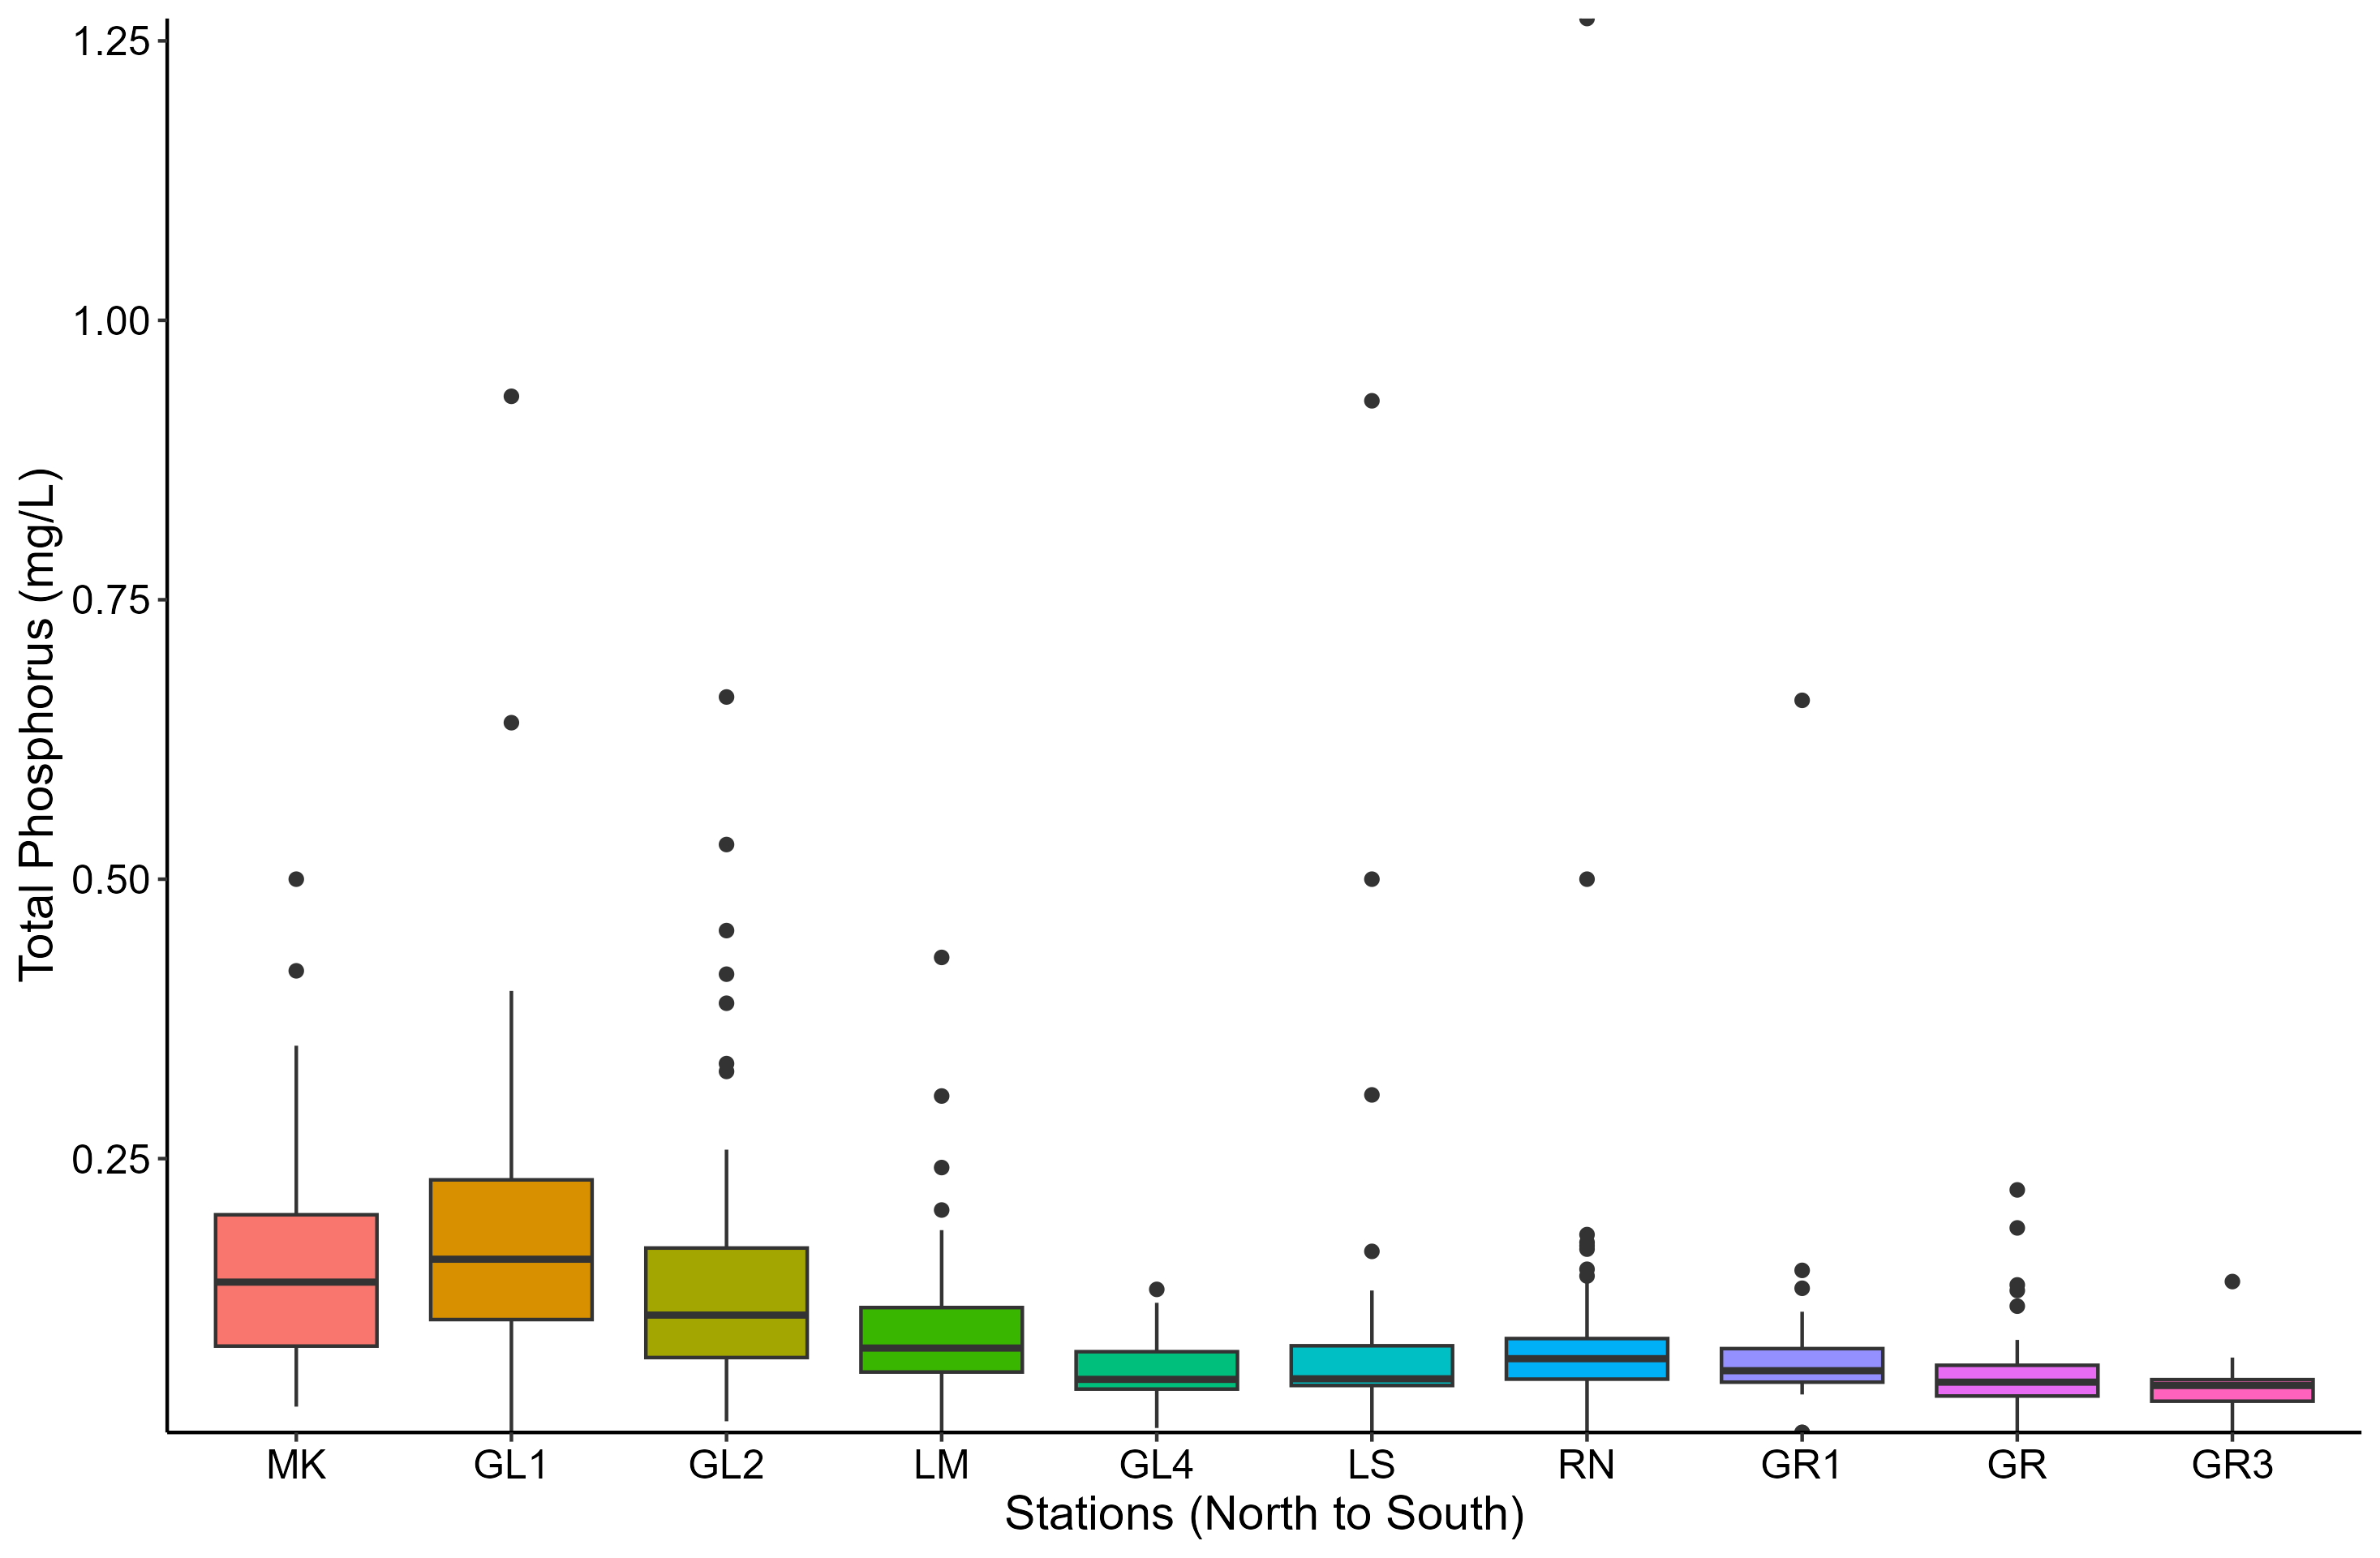 1.25
1.00
0.75
0.50
0.25
Total Phosphorus (mg/L)
MK GL1 GL2 LM GL4 LS RN GR1 GR GR3
Stations (North to South)